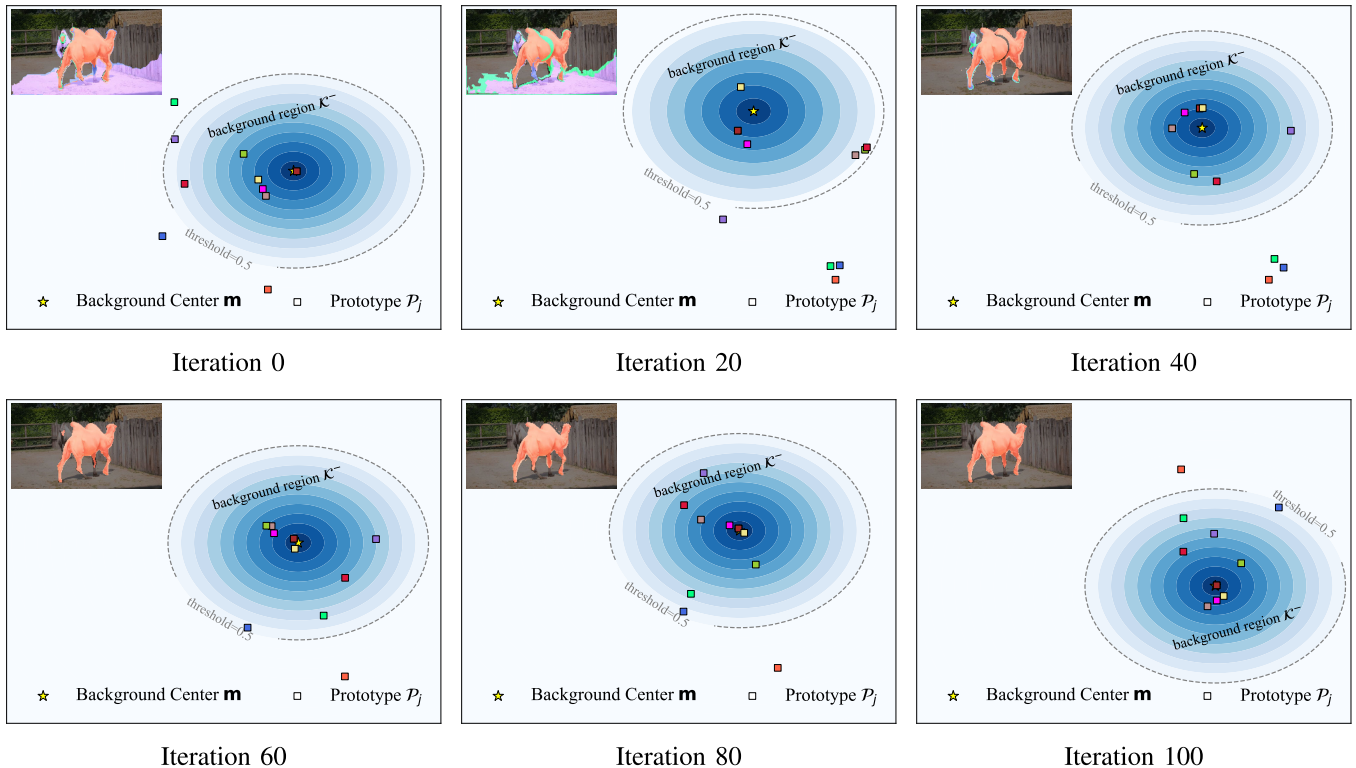 background region 𝒦⁻
threshold=0.5
Background Center 𝐦 Prototype 𝒫ⱼ
Iteration 0
background region 𝒦⁻
threshold=0.5
Background Center 𝐦 Prototype 𝒫ⱼ
Iteration 20
background region 𝒦⁻
threshold=0.5
Background Center 𝐦 Prototype 𝒫ⱼ
Iteration 40
background region 𝒦⁻
threshold=0.5
Background Center 𝐦 Prototype 𝒫ⱼ
Iteration 60
background region 𝒦⁻
threshold=0.5
Background Center 𝐦 Prototype 𝒫ⱼ
Iteration 80
threshold=0.5
background region 𝒦⁻
Background Center 𝐦 Prototype 𝒫ⱼ
Iteration 100